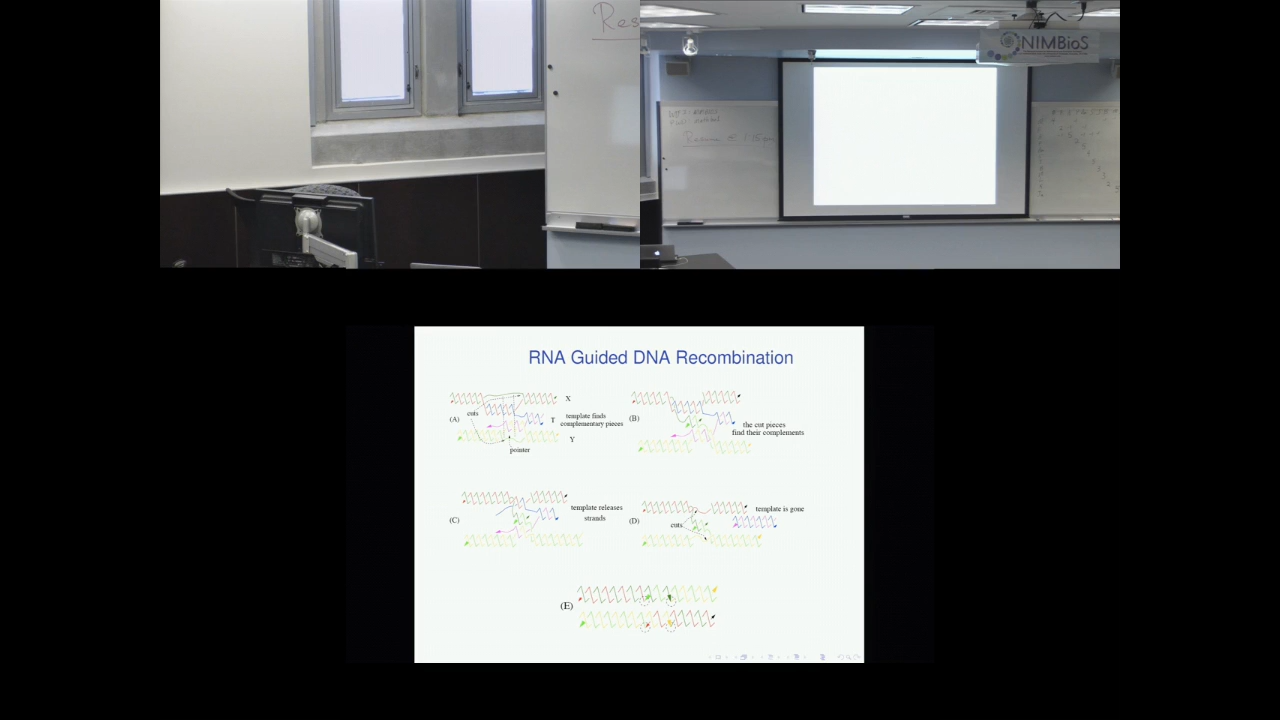 Res
NIMBioS
RNA Guided DNA Recombination
X
cuts
(A)
T
template finds
complementary pieces
Y
pointer
(B)
the cut pieces
find their complements
(C)
template releases
strands
(D)
template is gone
cuts
(E)